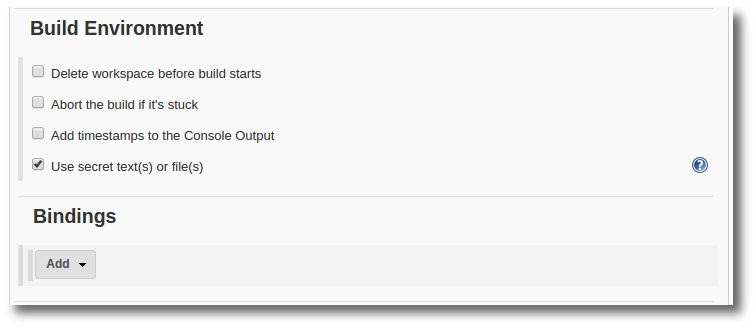 Build Environment
Delete workspace before build starts
Abort the build if it's stuck
Add timestamps to the Console Output
Use secret text(s) or file(s)
?
Bindings
Add